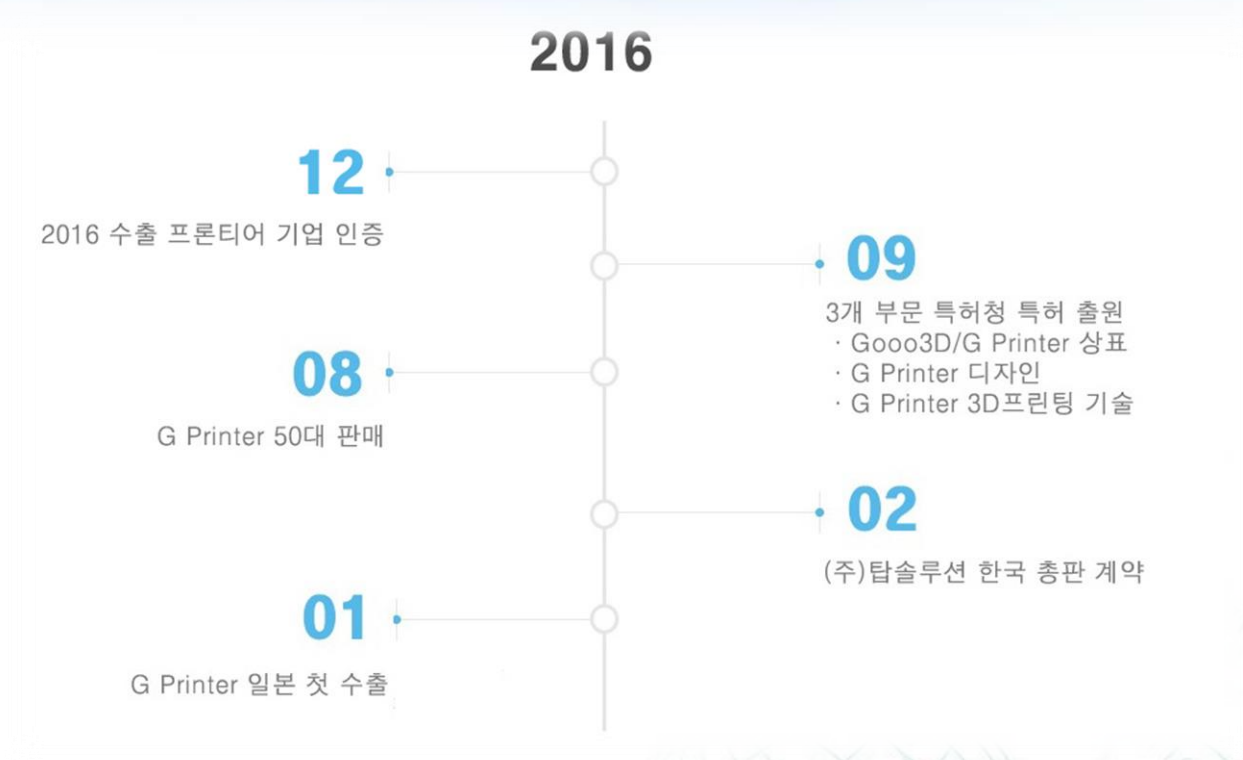 2016
12
2016 수출 프론티어 기업 인증
09
3개 부문 특허청 특허 출원
· Gooo3D/G Printer 상표
· G Printer 디자인
· G Printer 3D프린팅 기술
08
G Printer 50대 판매
02
(주)탑솔루션 한국 총판 계약
01
G Printer 일본 첫 수출